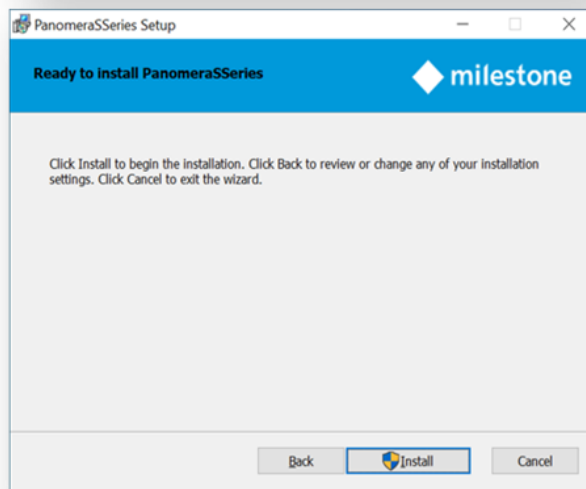 PanomeraSSeries Setup
Ready to install PanomeraSSeries
milestone
Click Install to begin the installation. Click Back to review or change any of your installation
settings. Click Cancel to exit the wizard.
Back
Install
Cancel